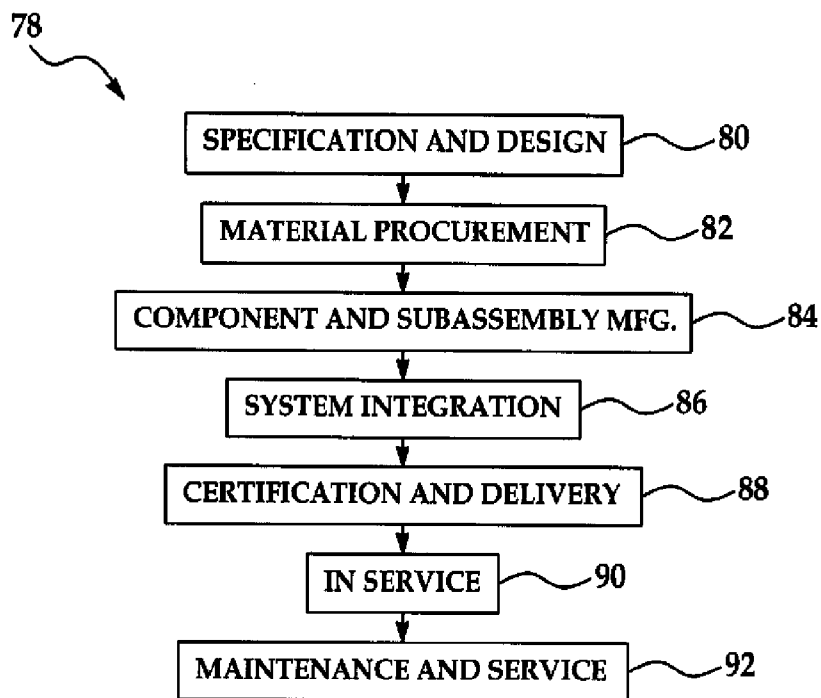 78
SPECIFICATION AND DESIGN 80
MATERIAL PROCUREMENT 82
COMPONENT AND SUBASSEMBLY MFG. 84
SYSTEM INTEGRATION 86
CERTIFICATION AND DELIVERY 88
IN SERVICE 90
MAINTENANCE AND SERVICE 92